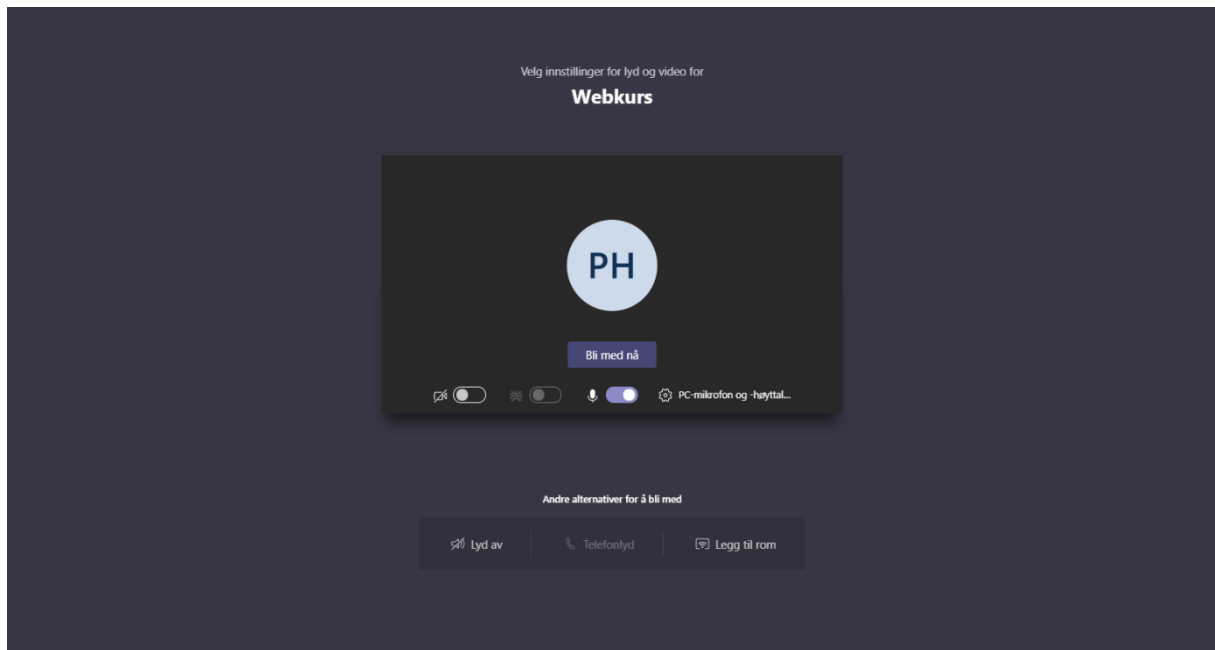 Velg innstillinger for lyd og video for
Webkurs
PH
Bli med nå
PC-mikrofon og -høyttal...
Andre alternativer for å bli med
Lyd av
Telefonlyd
Legg til rom